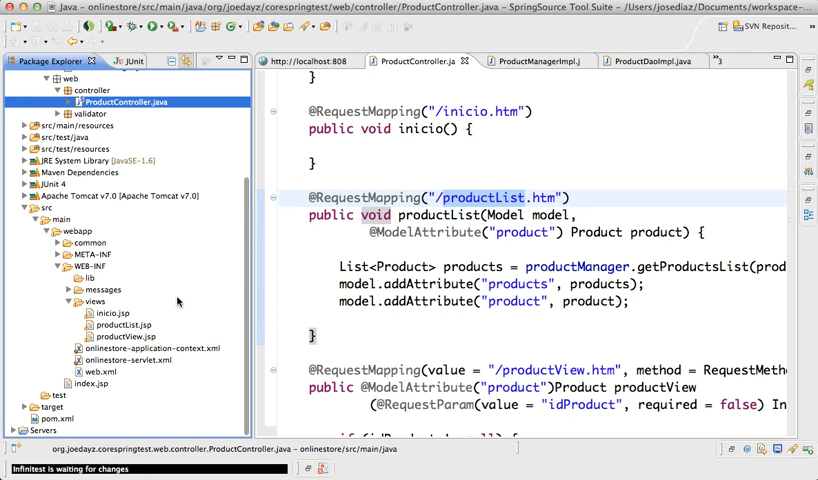 Java - onlinestore/src/main/java/org/joedayz/corespringtest/web/controller/ProductController.java - SpringSource Tool Suite - /Users/josediaz/Documents/workspace-
SVN Reposit...
Package Explorer
JUnit
http://localhost:808
ProductController.ja
ProductManagerImpl.j
ProductDaoImpl.java
»3
web
controller
ProductController.java
validator
src/main/resources
src/test/java
src/test/resources
JRE System Library [JavaSE-1.6]
Maven Dependencies
JUnit 4
Apache Tomcat v7.0 [Apache Tomcat v7.0]
src
main
webapp
common
META-INF
WEB-INF
lib
messages
views
inicio.jsp
productList.jsp
productView.jsp
onlinestore-application-context.xml
onlinestore-servlet.xml
web.xml
index.jsp
test
target
pom.xml
Servers
}
@RequestMapping("/inicio.htm")
public void inicio() {
}
@RequestMapping("/productList.htm")
public void productList(Model model,
@ModelAttribute("product") Product product) {
List<Product> products = productManager.getProductsList(prod
model.addAttribute("products", products);
model.addAttribute("product", product);
}
@RequestMapping(value = "/productView.htm", method = RequestMetho
public @ModelAttribute("product")Product productView
(@RequestParam(value = "idProduct", required = false) In
org.joedayz.corespringtest.web.controller.ProductController.java - onlinestore/src/main/java
Infinitest is waiting for changes